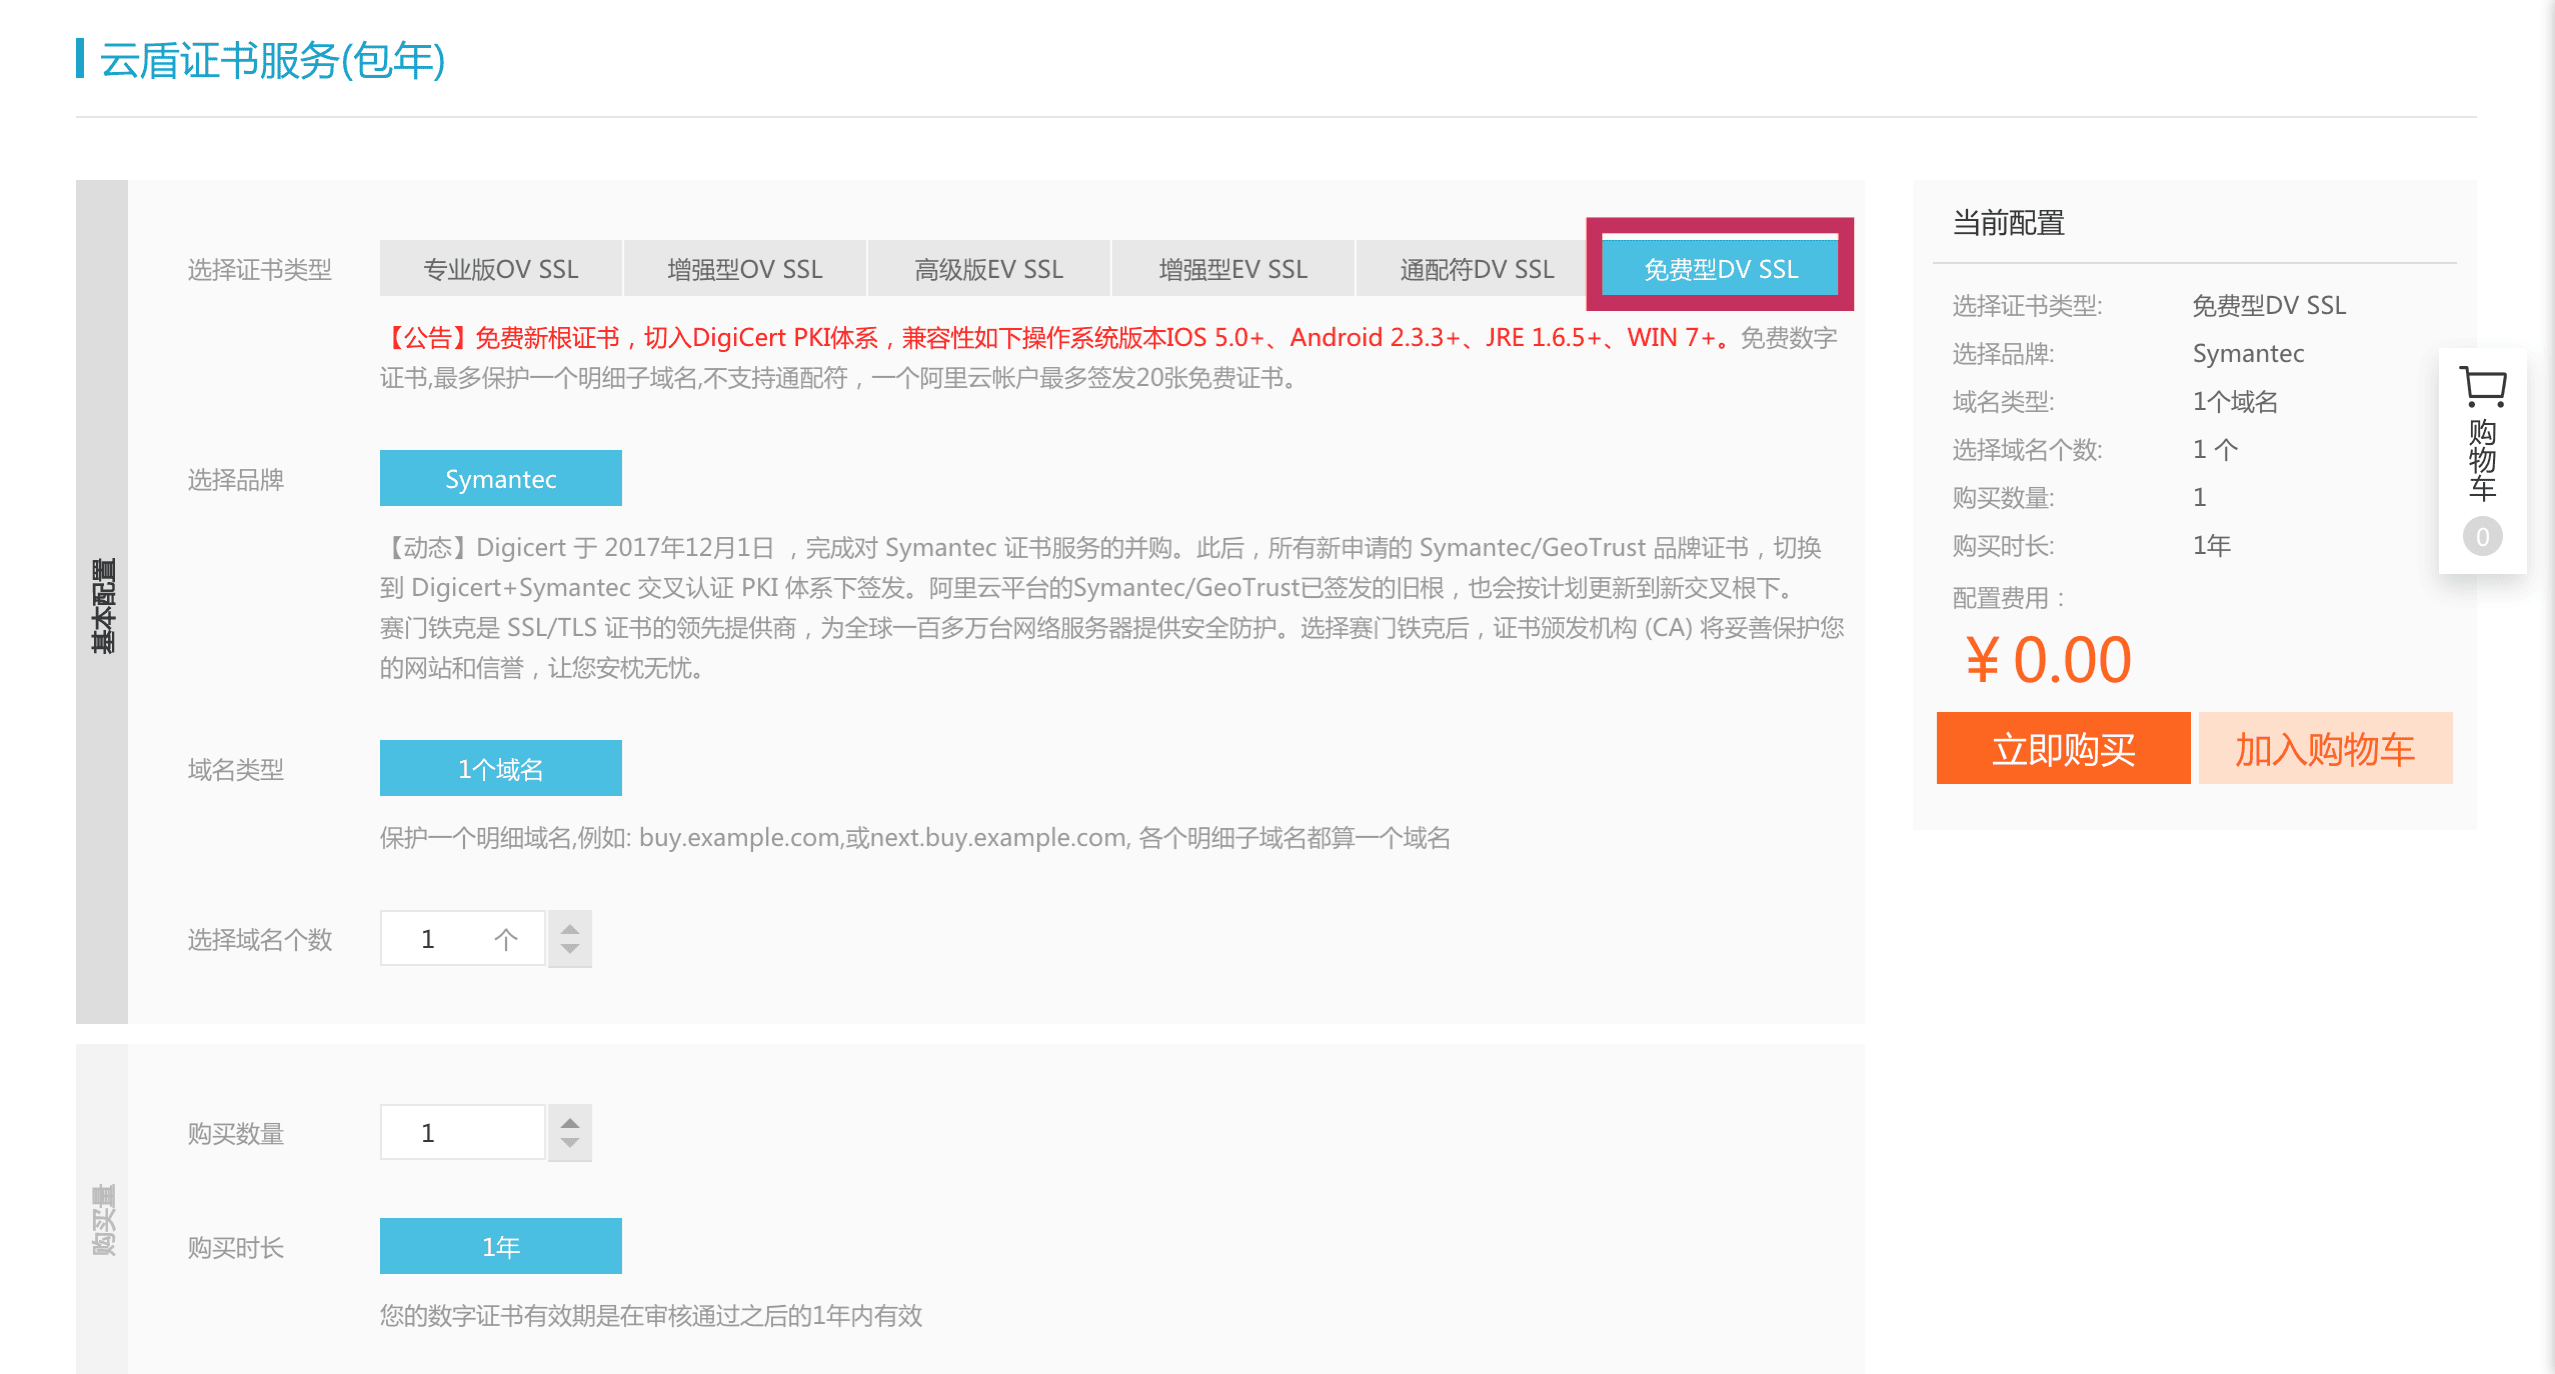 云盾证书服务(包年)
基本配置
选择证书类型
专业版OV SSL
增强型OV SSL
高级版EV SSL
增强型EV SSL
通配符DV SSL
免费型DV SSL
【公告】免费新根证书，切入DigiCert PKI体系，兼容性如下操作系统版本IOS 5.0+、Android 2.3.3+、JRE 1.6.5+、WIN 7+。免费数字
证书,最多保护一个明细子域名,不支持通配符，一个阿里云帐户最多签发20张免费证书。
选择品牌
Symantec
【动态】Digicert 于 2017年12月1日 ，完成对 Symantec 证书服务的并购。此后，所有新申请的 Symantec/GeoTrust 品牌证书，切换
到 Digicert+Symantec 交叉认证 PKI 体系下签发。阿里云平台的Symantec/GeoTrust已签发的旧根，也会按计划更新到新交叉根下。
赛门铁克是 SSL/TLS 证书的领先提供商，为全球一百多万台网络服务器提供安全防护。选择赛门铁克后，证书颁发机构 (CA) 将妥善保护您
的网站和信誉，让您安枕无忧。
域名类型
1个域名
保护一个明细域名,例如: buy.example.com,或next.buy.example.com, 各个明细子域名都算一个域名
选择域名个数
1 个
购买量
购买数量
1
购买时长
1年
您的数字证书有效期是在审核通过之后的1年内有效
当前配置
选择证书类型: 免费型DV SSL
选择品牌: Symantec
域名类型: 1个域名
选择域名个数: 1 个
购买数量: 1
购买时长: 1年
配置费用：
¥ 0.00
立即购买
加入购物车
购物车
0